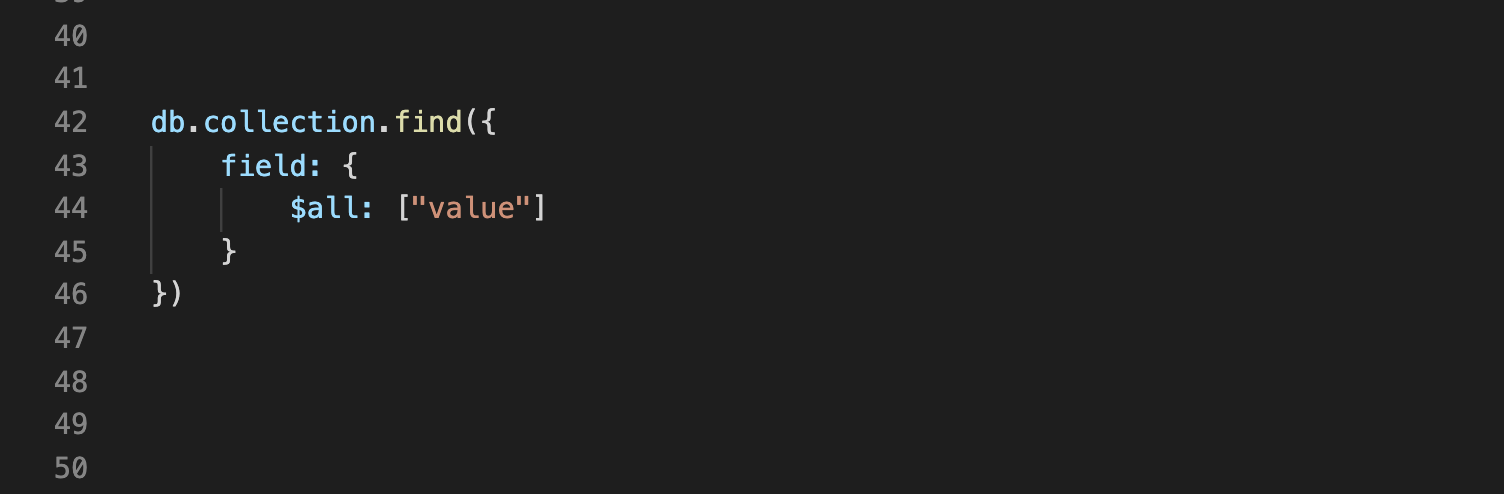 40
41
42 db.collection.find({
43 field: {
44 $all: ["value"]
45 }
46 })
47
48
49
50